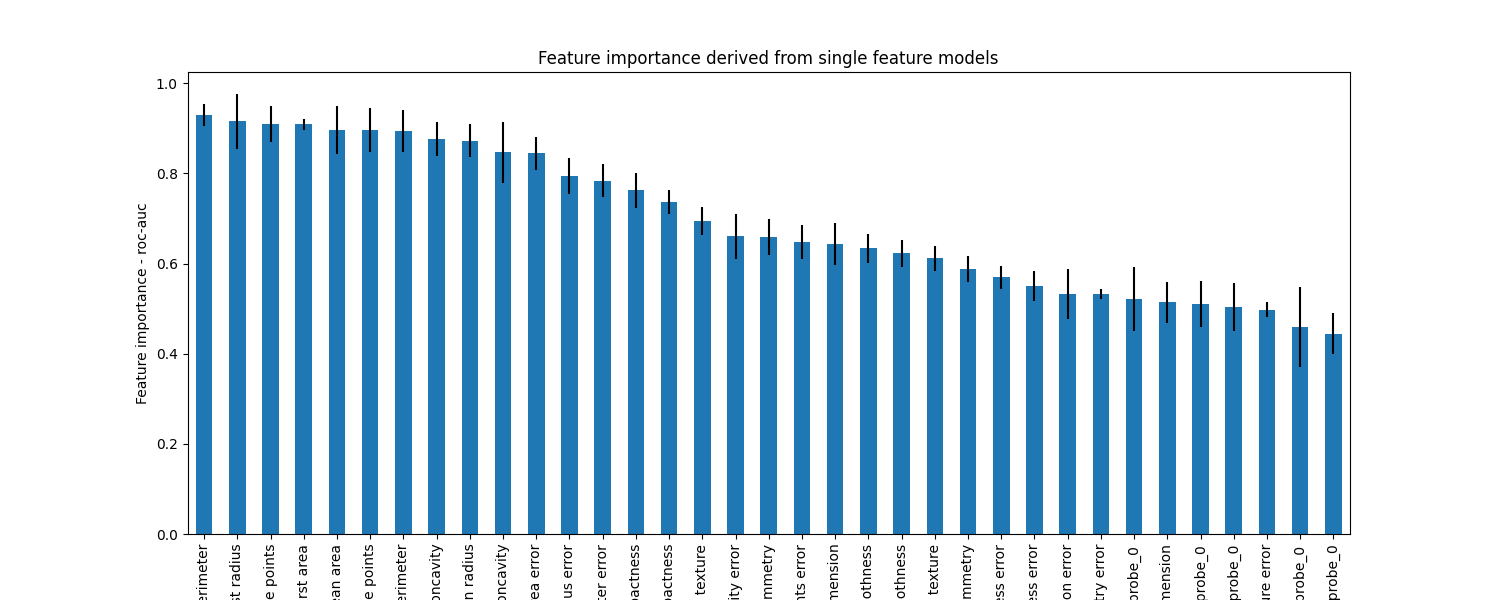 Feature importance derived from single feature models
Feature importance - roc-auc
1.0
0.8
0.6
0.4
0.2
0.0
erimeter
st radius
e points
rst area
ean area
e points
erimeter
oncavity
n radius
oncavity
ea error
us error
ter error
pactness
pactness
texture
ity error
mmetry
nts error
mension
othness
othness
texture
mmetry
ess error
ess error
on error
try error
probe_0
mension
probe_0
probe_0
ure error
probe_0
probe_0